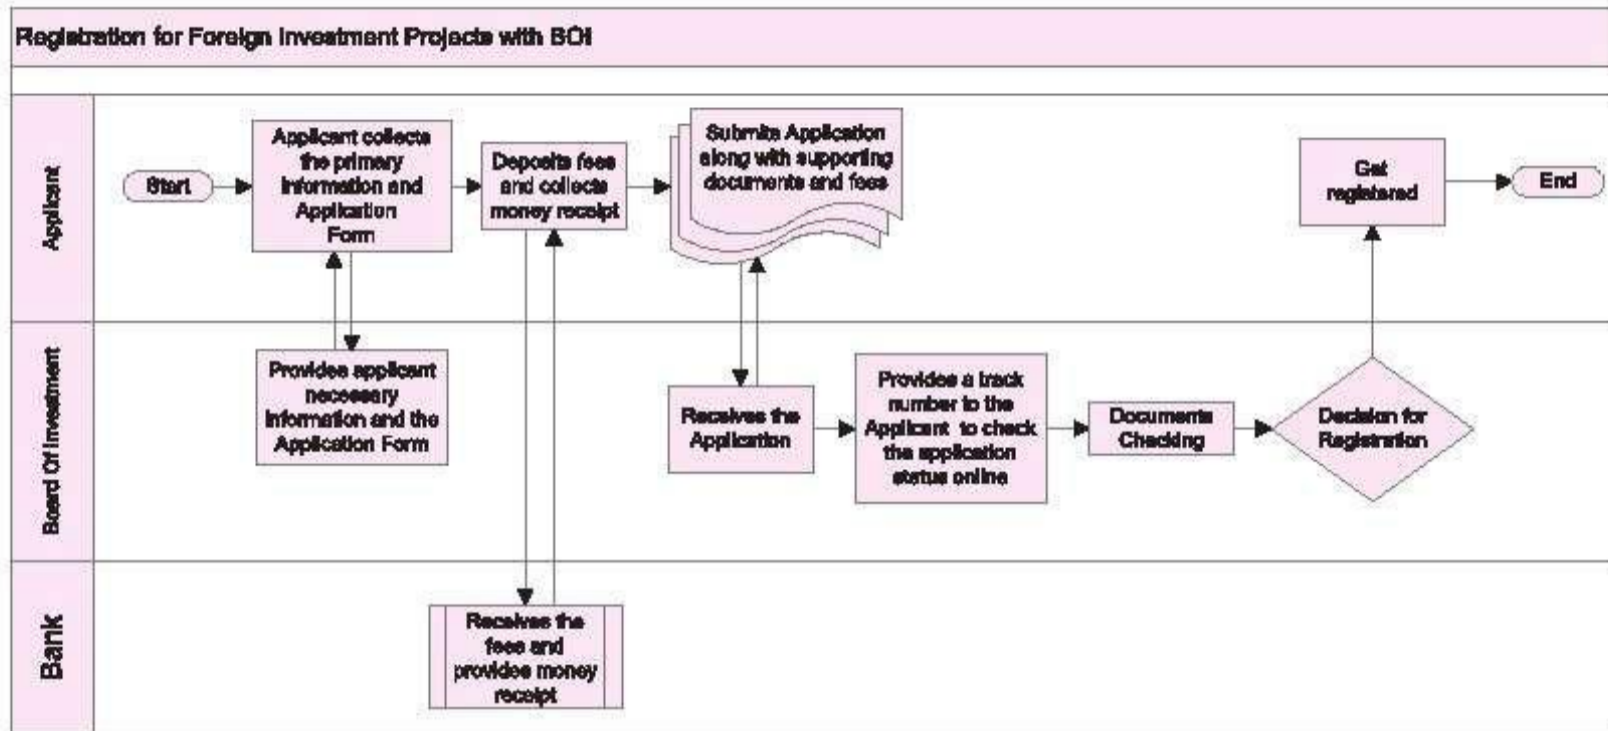 Registration for Foreign Investment Projects with BOI
Applicant
Start
Applicant collects
the primary
information and
Application
Form
Deposits fees
and collects
money receipt
Submits Application
along with supporting
documents and fees
Get
registered
End
Board Of Investment
Provides applicant
necessary
information and the
Application Form
Receives the
Application
Provides a track
number to the
Applicant to check
the application
status online
Documents
Checking
Decision for
Registration
Bank
Receives the
fees and
provides money
receipt